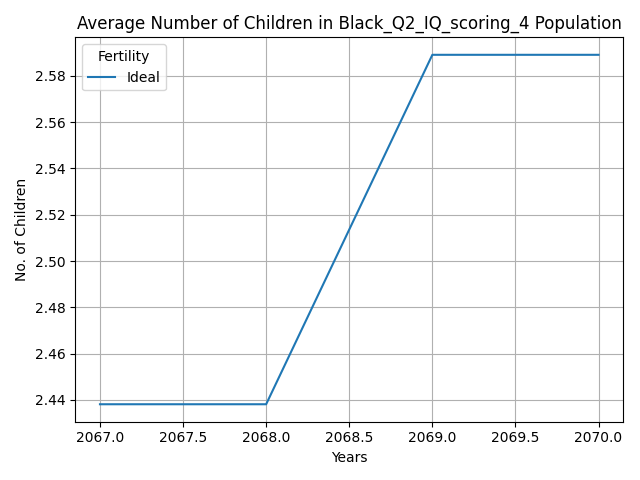 Average Number of Children in Black_Q2_IQ_scoring_4 Population
Fertility
Ideal
No. of Children
2.58
2.56
2.54
2.52
2.50
2.48
2.46
2.44
2067.0 2067.5 2068.0 2068.5 2069.0 2069.5 2070.0
Years